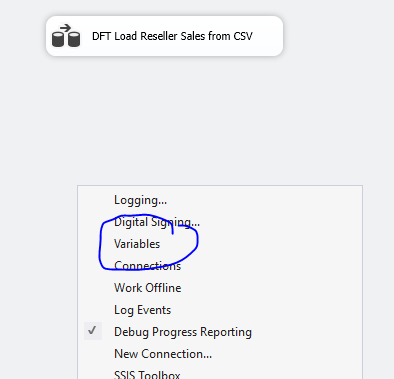 DFT Load Reseller Sales from CSV
Logging...
Digital Signing...
Variables
Connections
Work Offline
Log Events
Debug Progress Reporting
New Connection...
SSIS Toolbox